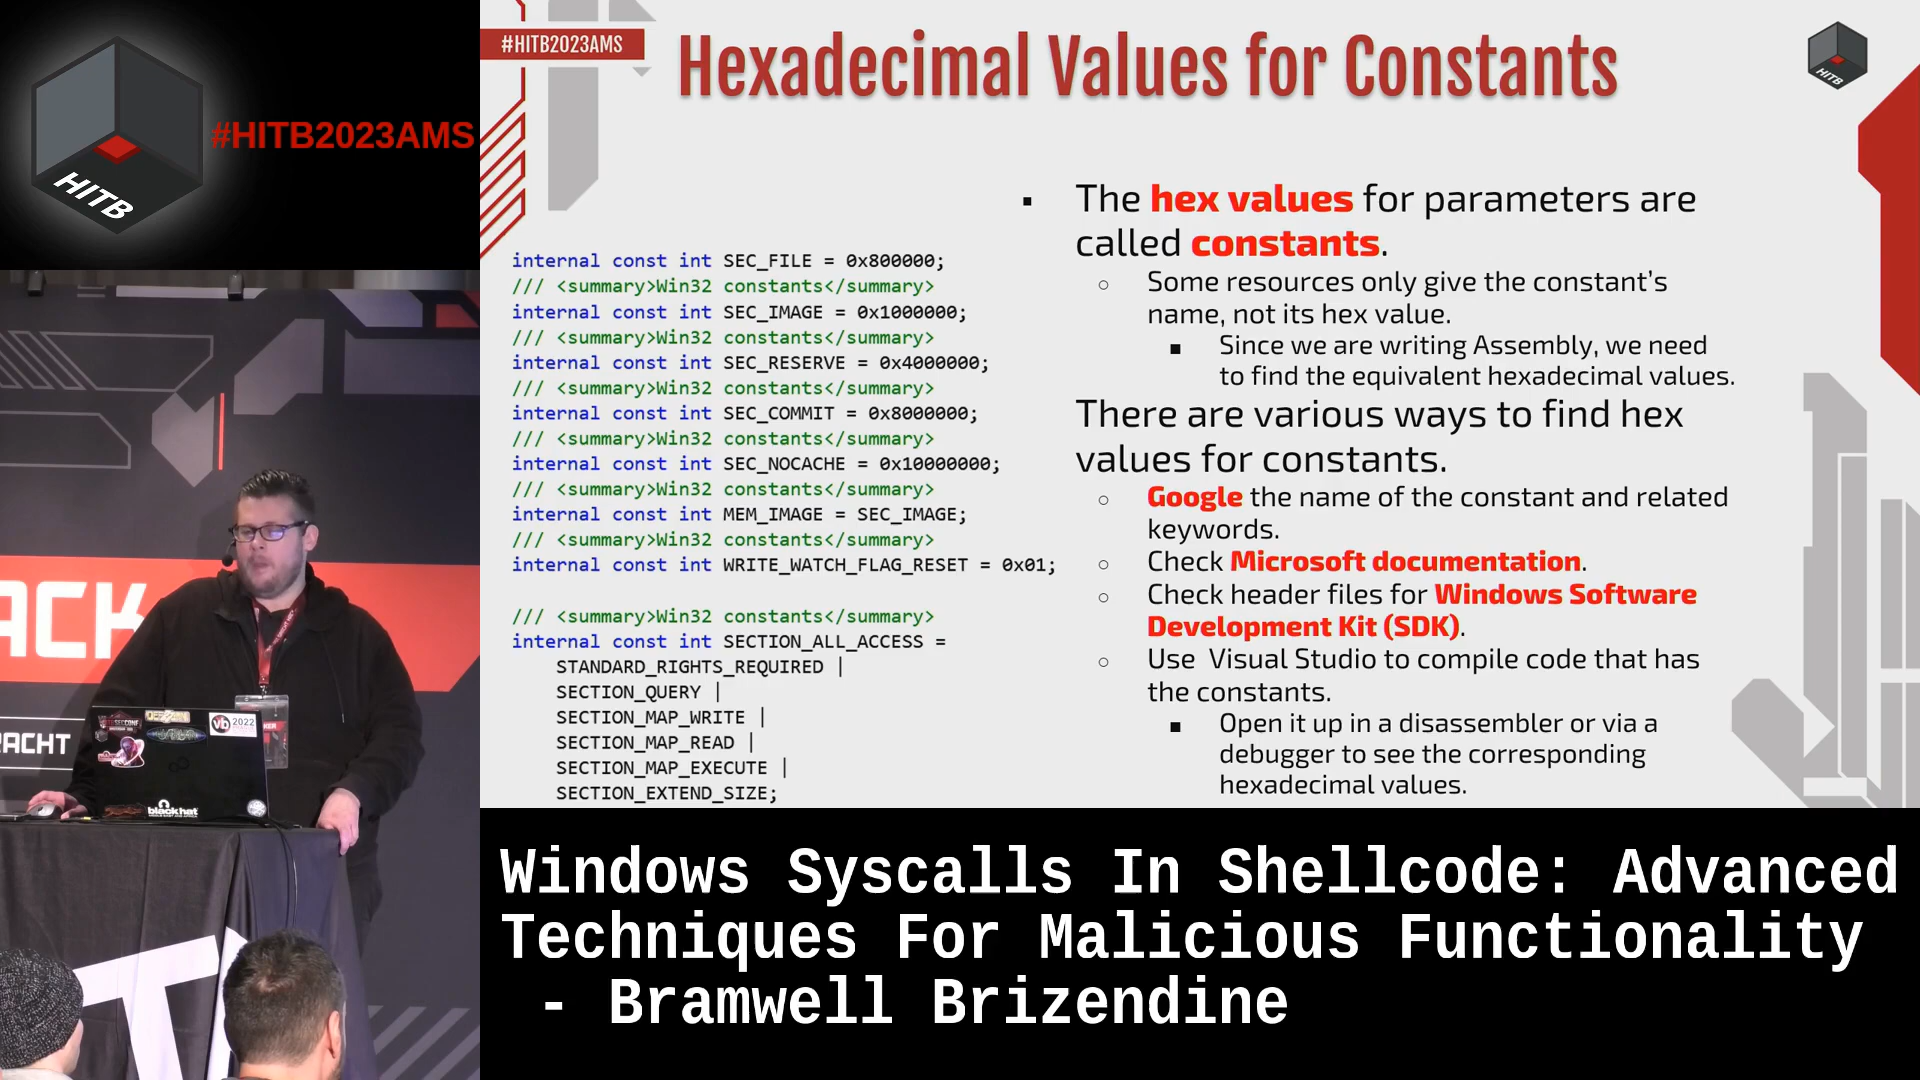 #HITB2023AMS
HITB
#HITB2023AMS
Hexadecimal Values for Constants
HITB
internal const int SEC_FILE = 0x800000;
/// <summary>Win32 constants</summary>
internal const int SEC_IMAGE = 0x1000000;
/// <summary>Win32 constants</summary>
internal const int SEC_RESERVE = 0x4000000;
/// <summary>Win32 constants</summary>
internal const int SEC_COMMIT = 0x8000000;
/// <summary>Win32 constants</summary>
internal const int SEC_NOCACHE = 0x10000000;
/// <summary>Win32 constants</summary>
internal const int MEM_IMAGE = SEC_IMAGE;
/// <summary>Win32 constants</summary>
internal const int WRITE_WATCH_FLAG_RESET = 0x01;
/// <summary>Win32 constants</summary>
internal const int SECTION_ALL_ACCESS =
STANDARD_RIGHTS_REQUIRED |
SECTION_QUERY |
SECTION_MAP_WRITE |
SECTION_MAP_READ |
SECTION_MAP_EXECUTE |
SECTION_EXTEND_SIZE;
▪ The hex values for parameters are
called constants.
○ Some resources only give the constant’s
name, not its hex value.
■ Since we are writing Assembly, we need
to find the equivalent hexadecimal values.
There are various ways to find hex
values for constants.
○ Google the name of the constant and related
keywords.
○ Check Microsoft documentation.
○ Check header files for Windows Software
Development Kit (SDK).
○ Use Visual Studio to compile code that has
the constants.
■ Open it up in a disassembler or via a
debugger to see the corresponding
hexadecimal values.
ACK
RACHT
vb 2022
black hat
Windows Syscalls In Shellcode: Advanced
Techniques For Malicious Functionality
- Bramwell Brizendine